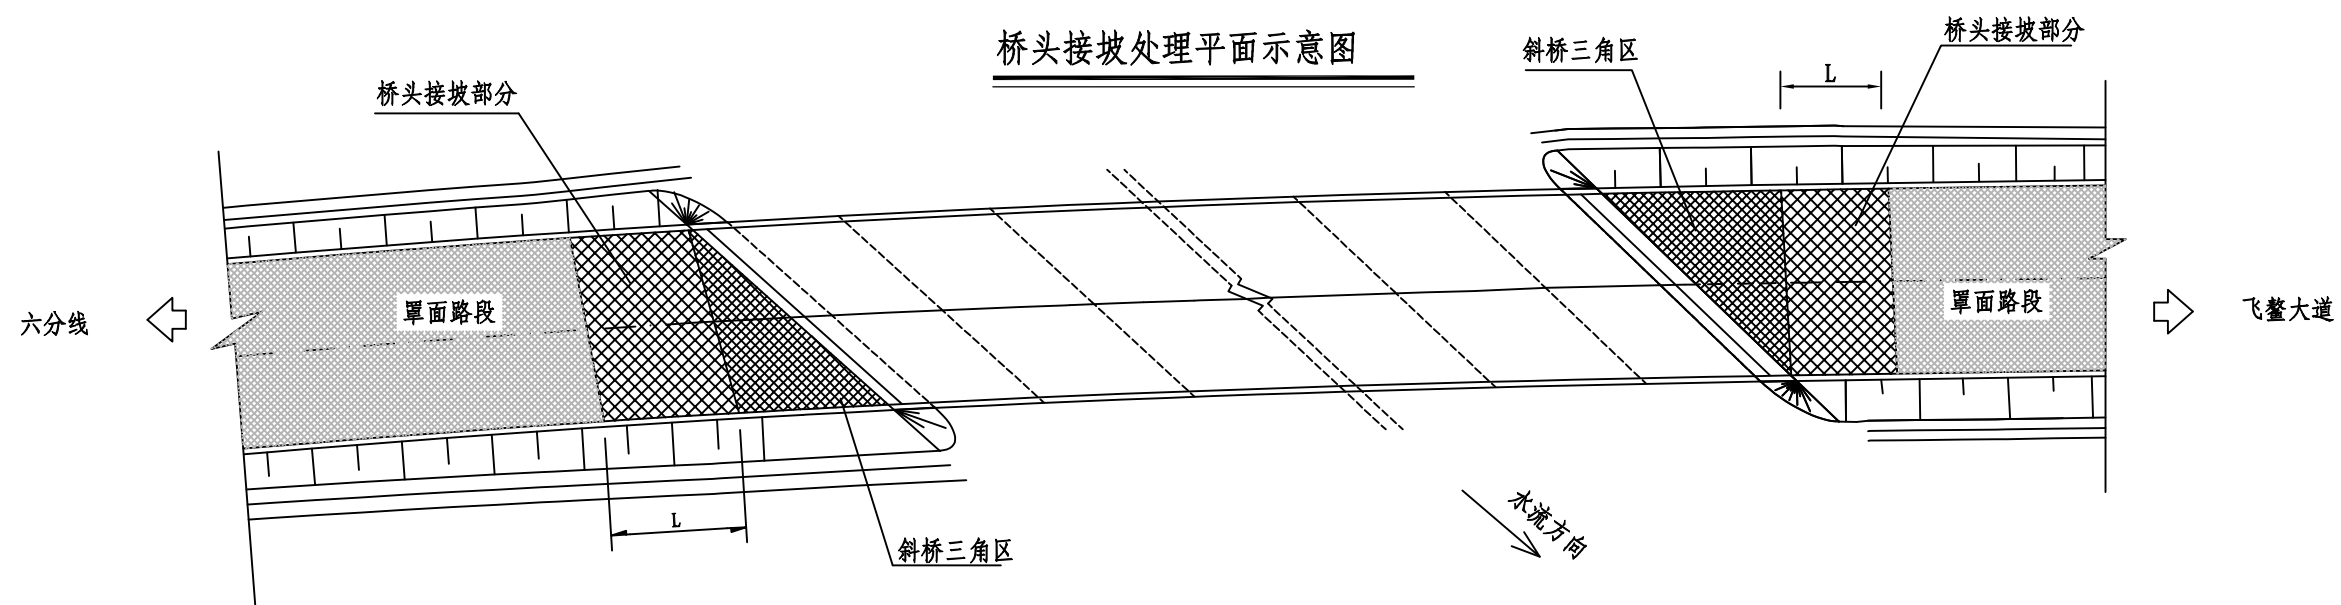 桥头接坡处理平面示意图
桥头接坡部分
斜桥三角区
桥头接坡部分
L
罩面路段
罩面路段
六分线
飞鳌大道
L
斜桥三角区
水流方向